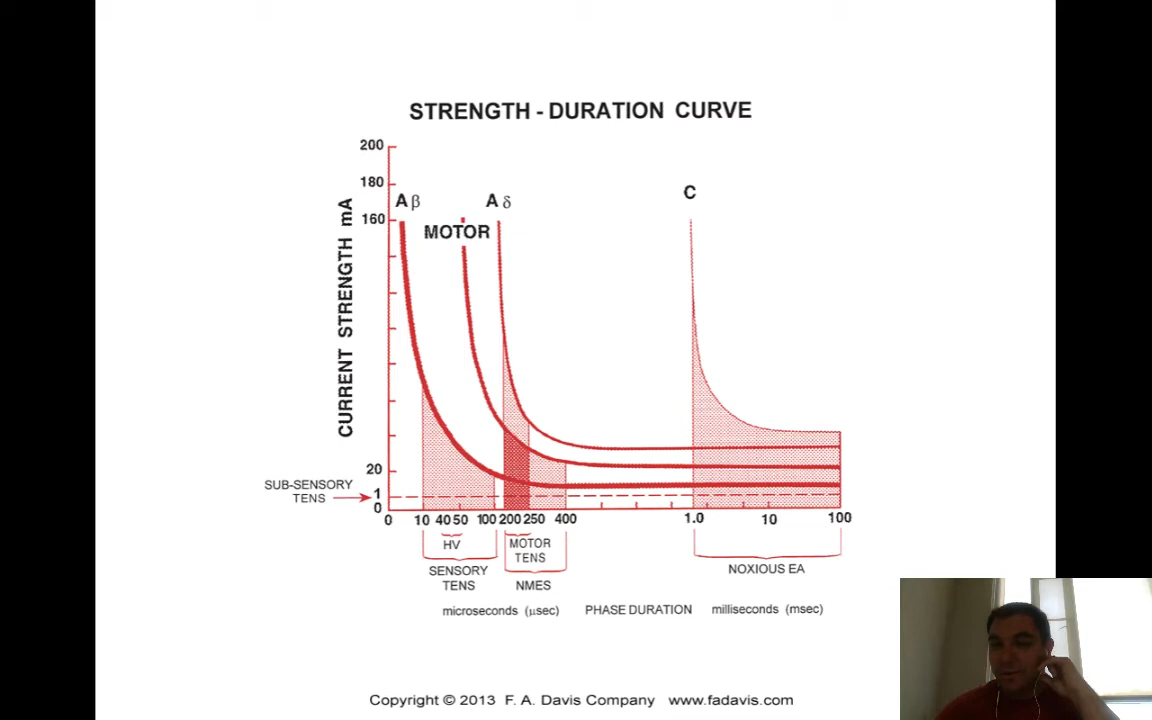 STRENGTH - DURATION CURVE
200
180
160
A β
MOTOR
A δ
C
CURRENT STRENGTH mA
20
1
0
SUB-SENSORY
TENS
0 10 40 50 100 200 250 400 1.0 10 100
HV
SENSORY
TENS
MOTOR
TENS
NMES
NOXIOUS EA
microseconds (µsec) PHASE DURATION milliseconds (msec)
Copyright © 2013 F. A. Davis Company www.fadavis.com